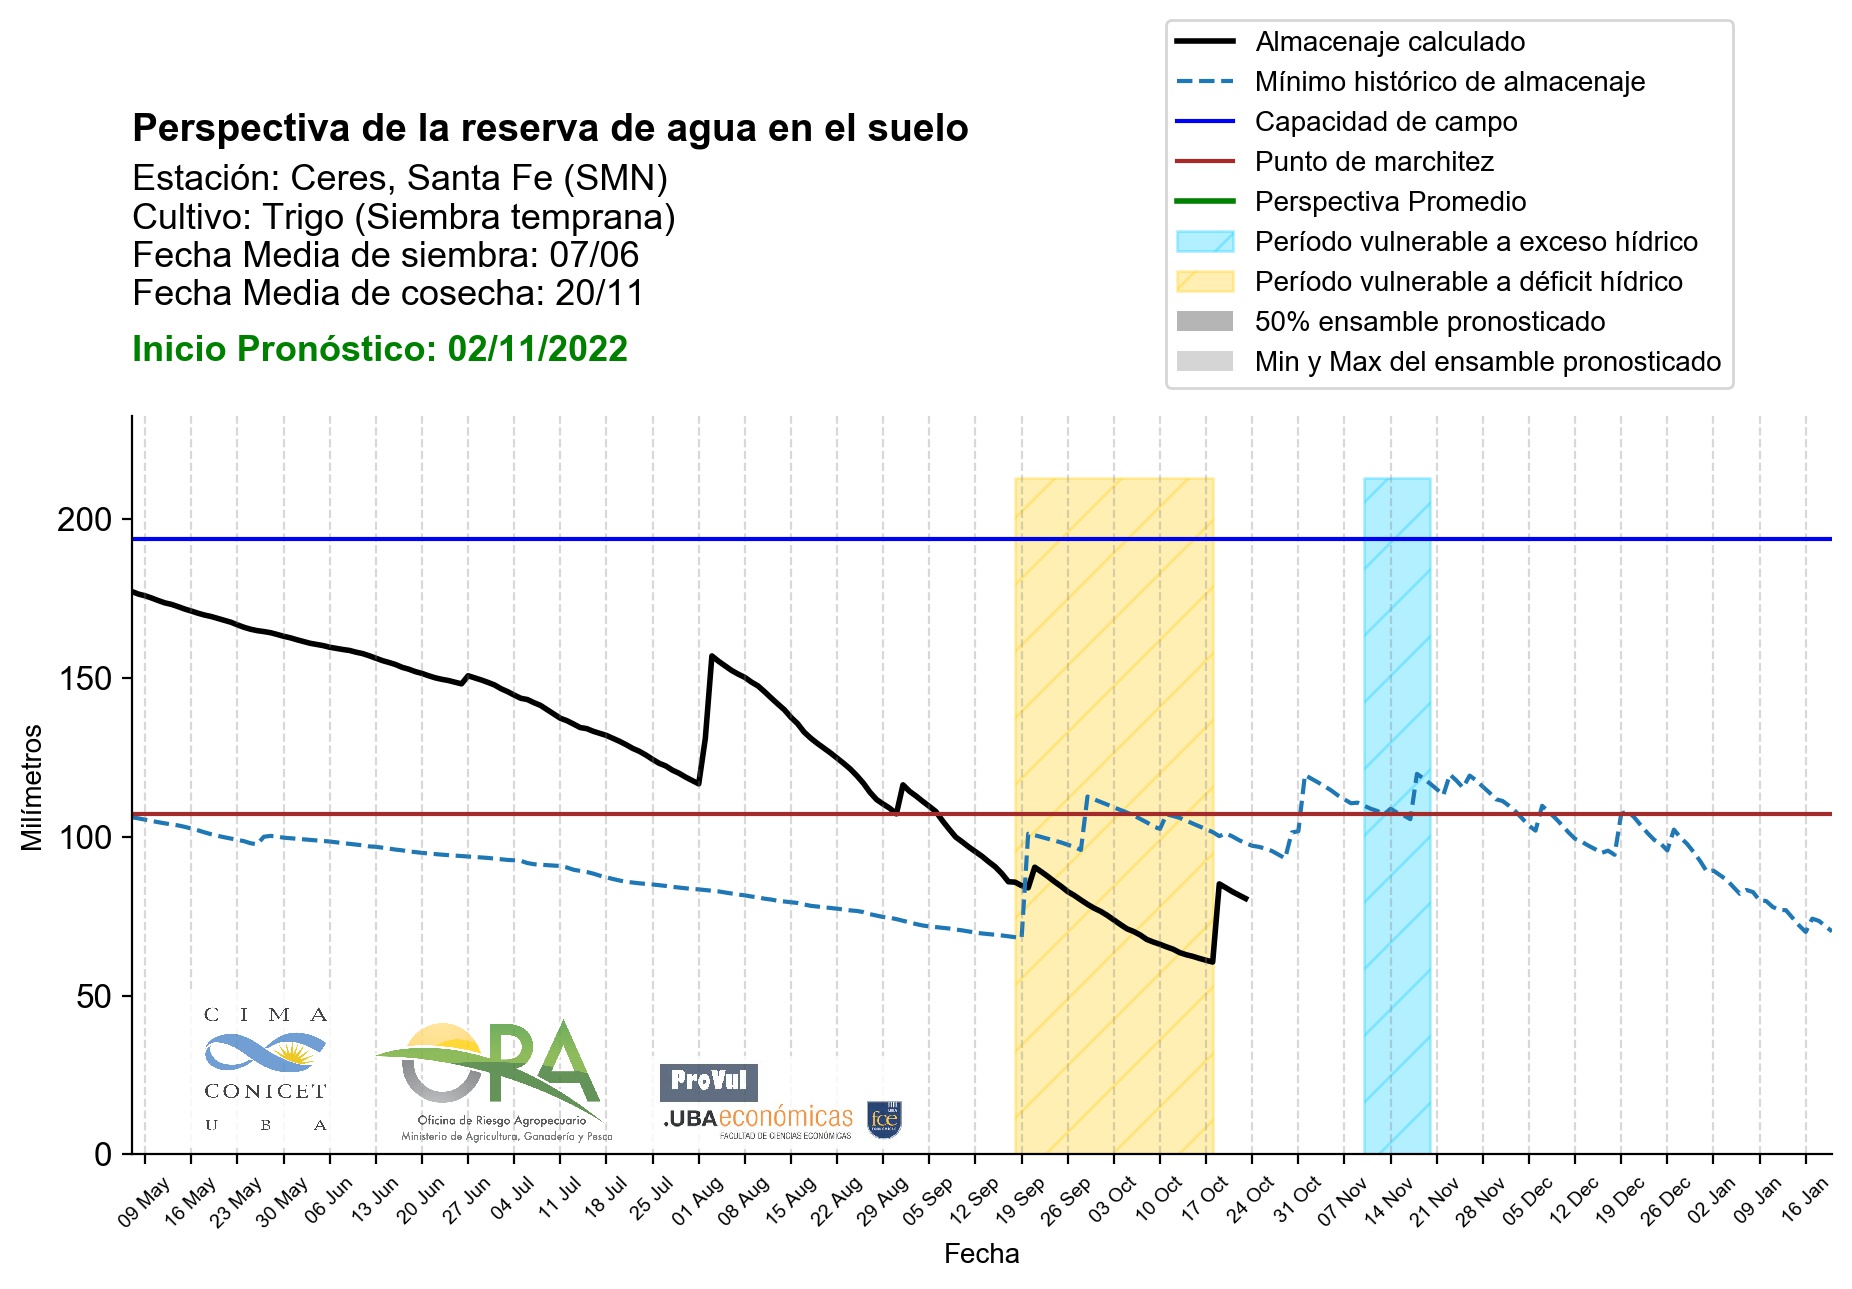 Almacenaje calculado
Mínimo histórico de almacenaje
Capacidad de campo
Punto de marchitez
Perspectiva Promedio
Período vulnerable a exceso hídrico
Período vulnerable a déficit hídrico
50% ensamble pronosticado
Min y Max del ensamble pronosticado
Perspectiva de la reserva de agua en el suelo
Estación: Ceres, Santa Fe (SMN)
Cultivo: Trigo (Siembra temprana)
Fecha Media de siembra: 07/06
Fecha Media de cosecha: 20/11
Inicio Pronóstico: 02/11/2022
200
150
100
50
0
Milímetros
CIMA
CONICET
UBA
OPA
Oficina de Riesgo Agropecuario
Ministerio de Agricultura, Ganadería y Pesca
ProVul
.UBAeconómicas
FACULTAD DE CIENCIAS ECONÓMICAS
fce
09 May
16 May
23 May
30 May
06 Jun
13 Jun
20 Jun
27 Jun
04 Jul
11 Jul
18 Jul
25 Jul
01 Aug
08 Aug
15 Aug
22 Aug
29 Aug
05 Sep
12 Sep
19 Sep
26 Sep
03 Oct
10 Oct
17 Oct
24 Oct
31 Oct
07 Nov
14 Nov
21 Nov
28 Nov
05 Dec
12 Dec
19 Dec
26 Dec
02 Jan
09 Jan
16 Jan
Fecha